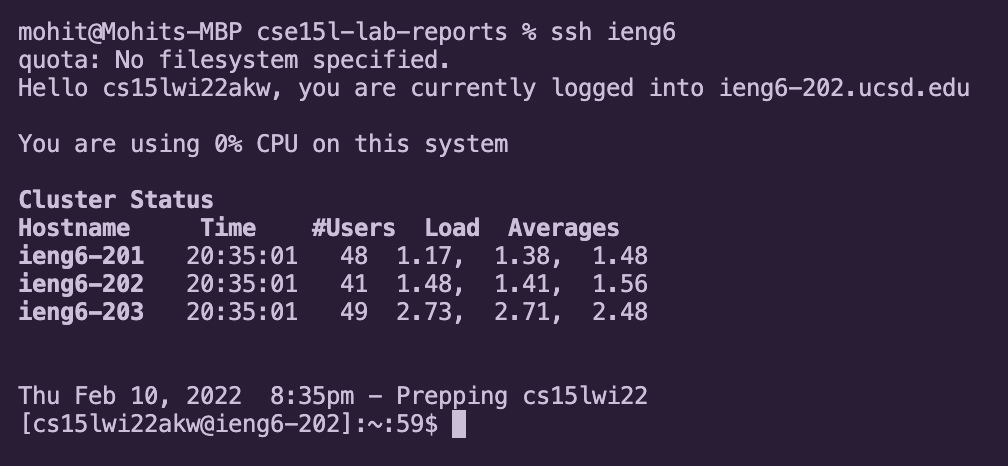 mohit@Mohits-MBP cse15l-lab-reports % ssh ieng6
quota: No filesystem specified.
Hello cs15lwi22akw, you are currently logged into ieng6-202.ucsd.edu
You are using 0% CPU on this system
Cluster Status
Hostname     Time    #Users  Load  Averages
ieng6-201   20:35:01   48  1.17,  1.38,  1.48
ieng6-202   20:35:01   41  1.48,  1.41,  1.56
ieng6-203   20:35:01   49  2.73,  2.71,  2.48
Thu Feb 10, 2022  8:35pm - Prepping cs15lwi22
[cs15lwi22akw@ieng6-202]:~:59$